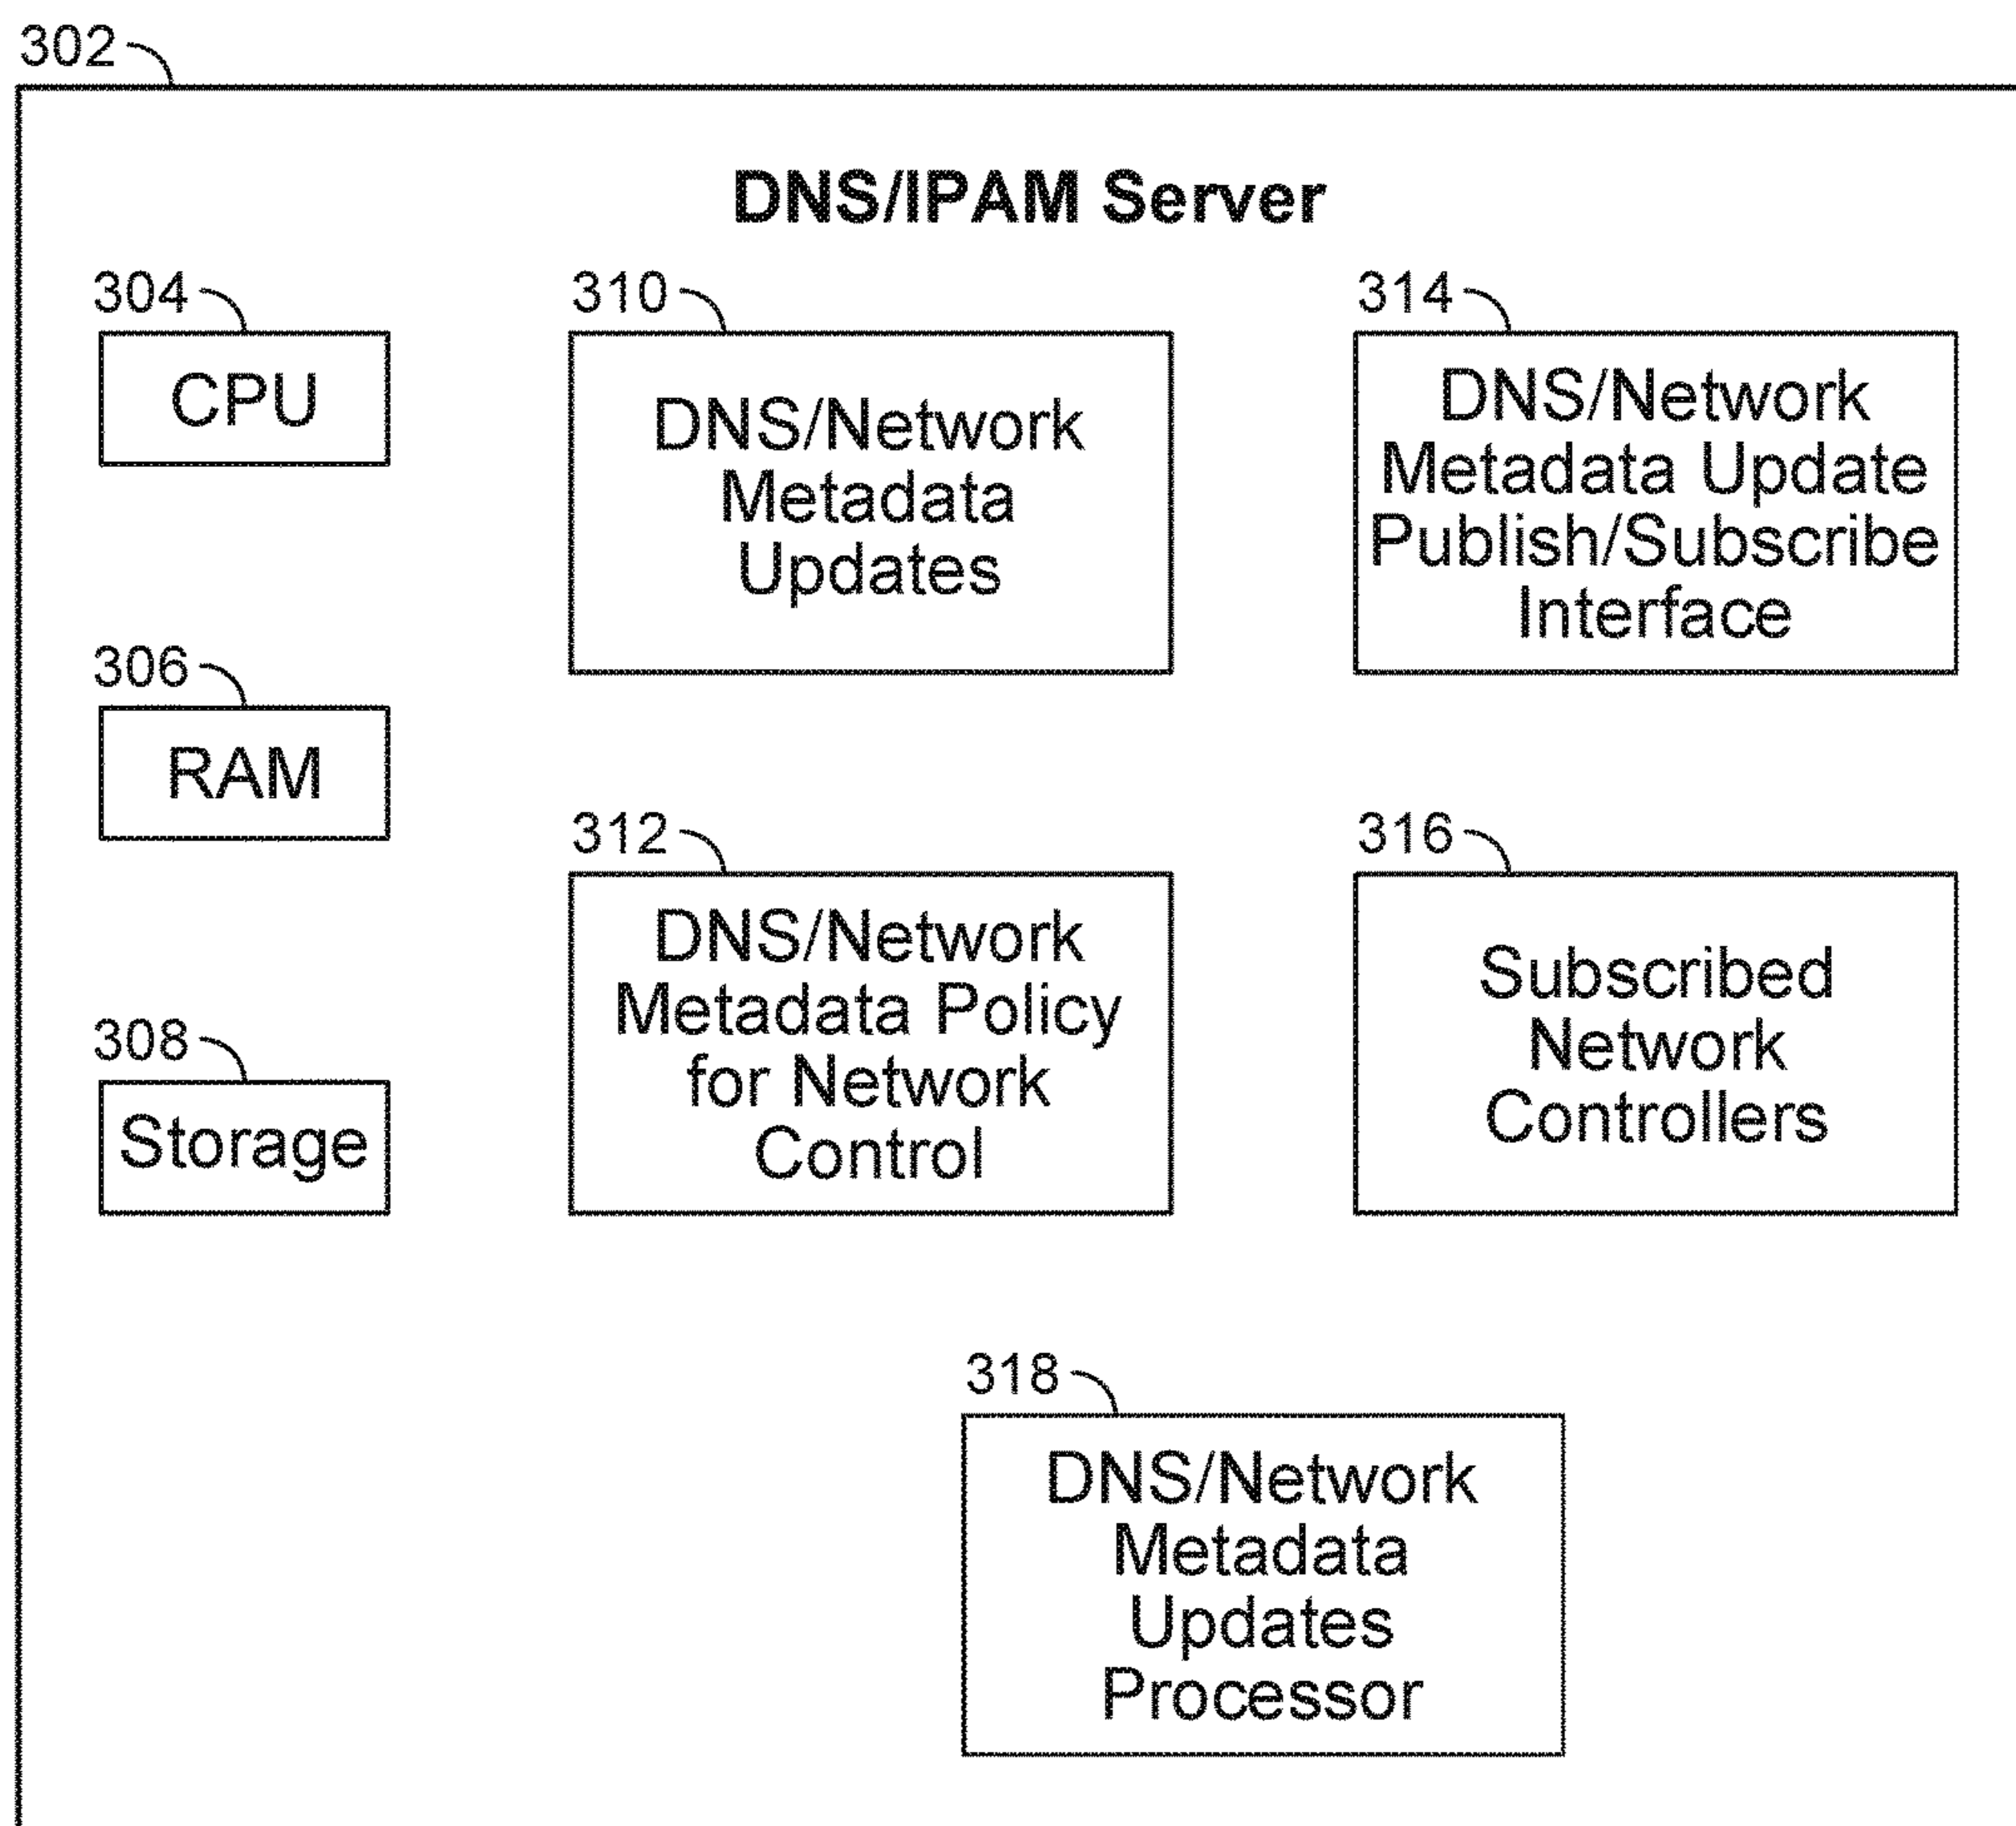 302
DNS/IPAM Server
304
CPU
306
RAM
308
Storage
310
DNS/Network
Metadata
Updates
312
DNS/Network
Metadata Policy
for Network
Control
314
DNS/Network
Metadata Update
Publish/Subscribe
Interface
316
Subscribed
Network
Controllers
318
DNS/Network
Metadata
Updates
Processor